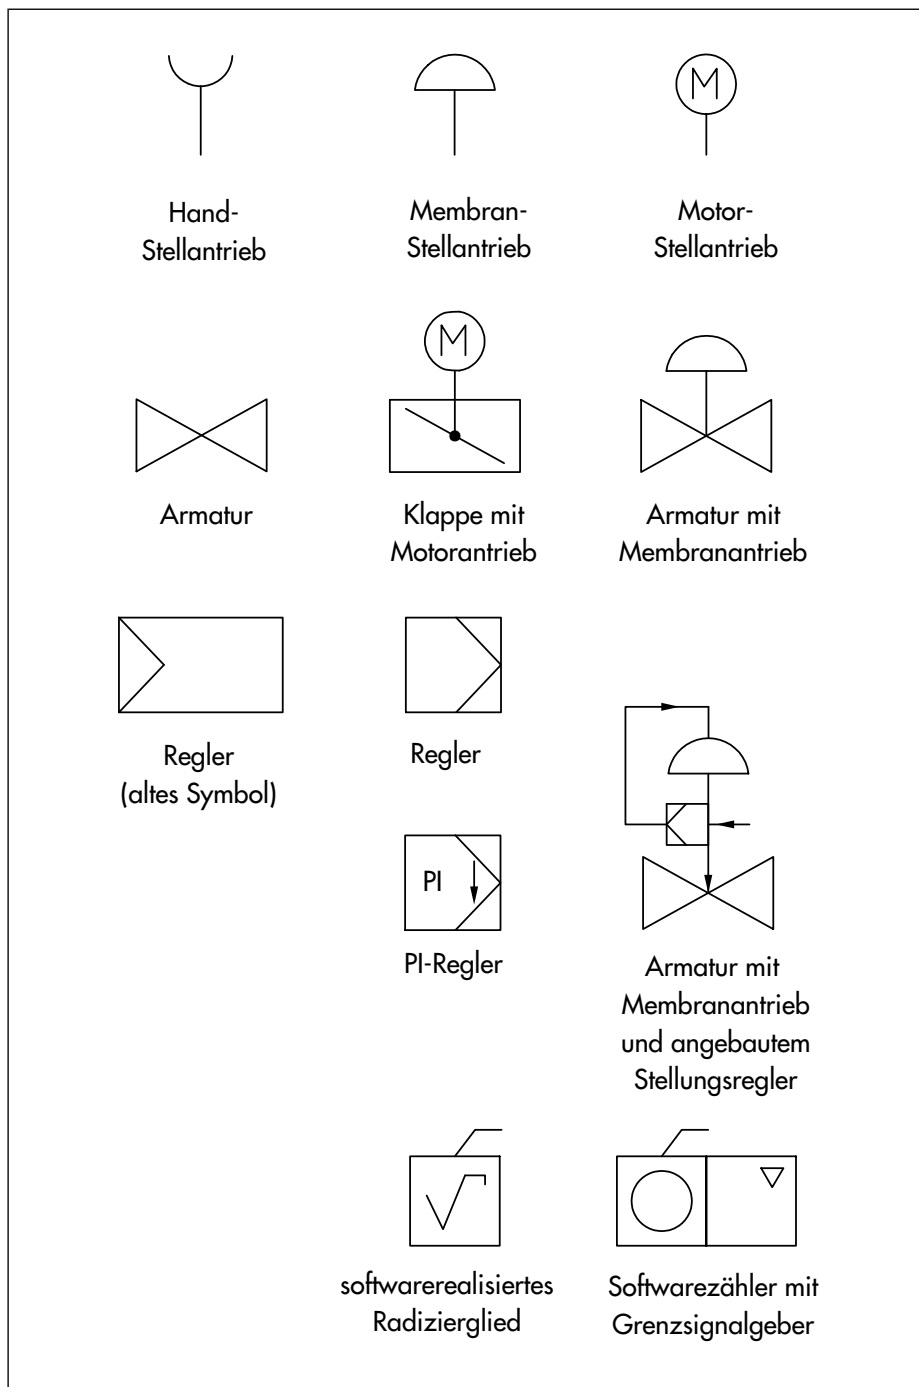 M
Hand-
Stellantrieb
Membran-
Stellantrieb
Motor-
Stellantrieb
M
Armatur
Klappe mit
Motorantrieb
Armatur mit
Membranantrieb
Regler
(altes Symbol)
Regler
PI
PI-Regler
Armatur mit
Membranantrieb
und angebautem
Stellungsregler
softwarerealisiertes
Radizierglied
Softwarezähler mit
Grenzsignalgeber